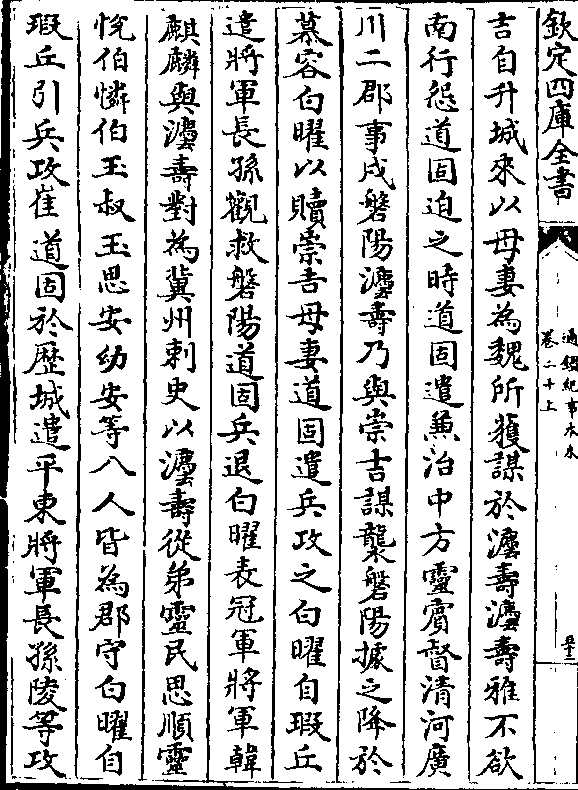 欽定四庫全書
通鑑紀事本末
卷二十上
五十二
吉自升城來以母妻為魏所獲謀於靈壽靈壽雅不欲
南行怨道固迫之時道固遣兼治中方靈賓督清河廣
川二郡事戍磐陽靈壽乃與崇吉謀襲磐陽據之降於
慕容白曜以贖崇吉母妻道固遣兵攻之白曜自瑕丘
遣將軍長孫觀救磐陽道固兵退白曜表冠軍將軍韓
麒麟與靈壽對為冀州刺史以靈壽從弟靈民思順靈
悅伯憐伯玉叔玉思安幼安等八人皆為郡守白曜自
瑕丘引兵攻崔道固於歷城遣平東將軍長孫陵等攻